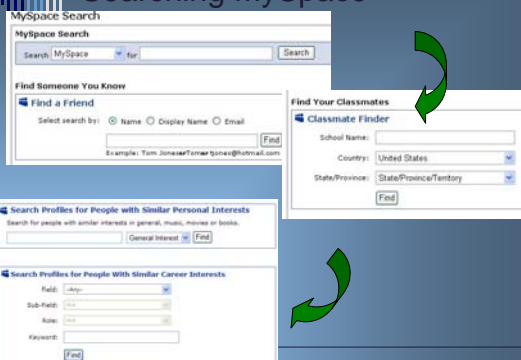 Searching MySpace
MySpace Search
MySpace Search
Search MySpace for Search
Find Someone You Know
Find a Friend
Select search by: Name Display Name Email
Find
Example: Tom Jones or Tom or tjones@hotmail.com
Find Your Classmates
Classmate Finder
School Name:
Country: United States
State/Province: State/Province/Territory
Find
Search Profiles for People with Similar Personal Interests
Search for people with similar interests in general, music, movies or books.
General Interest Find
Search Profiles for People With Similar Career Interests
Field: -Any-
Sub-field:
Role:
Keyword:
Find